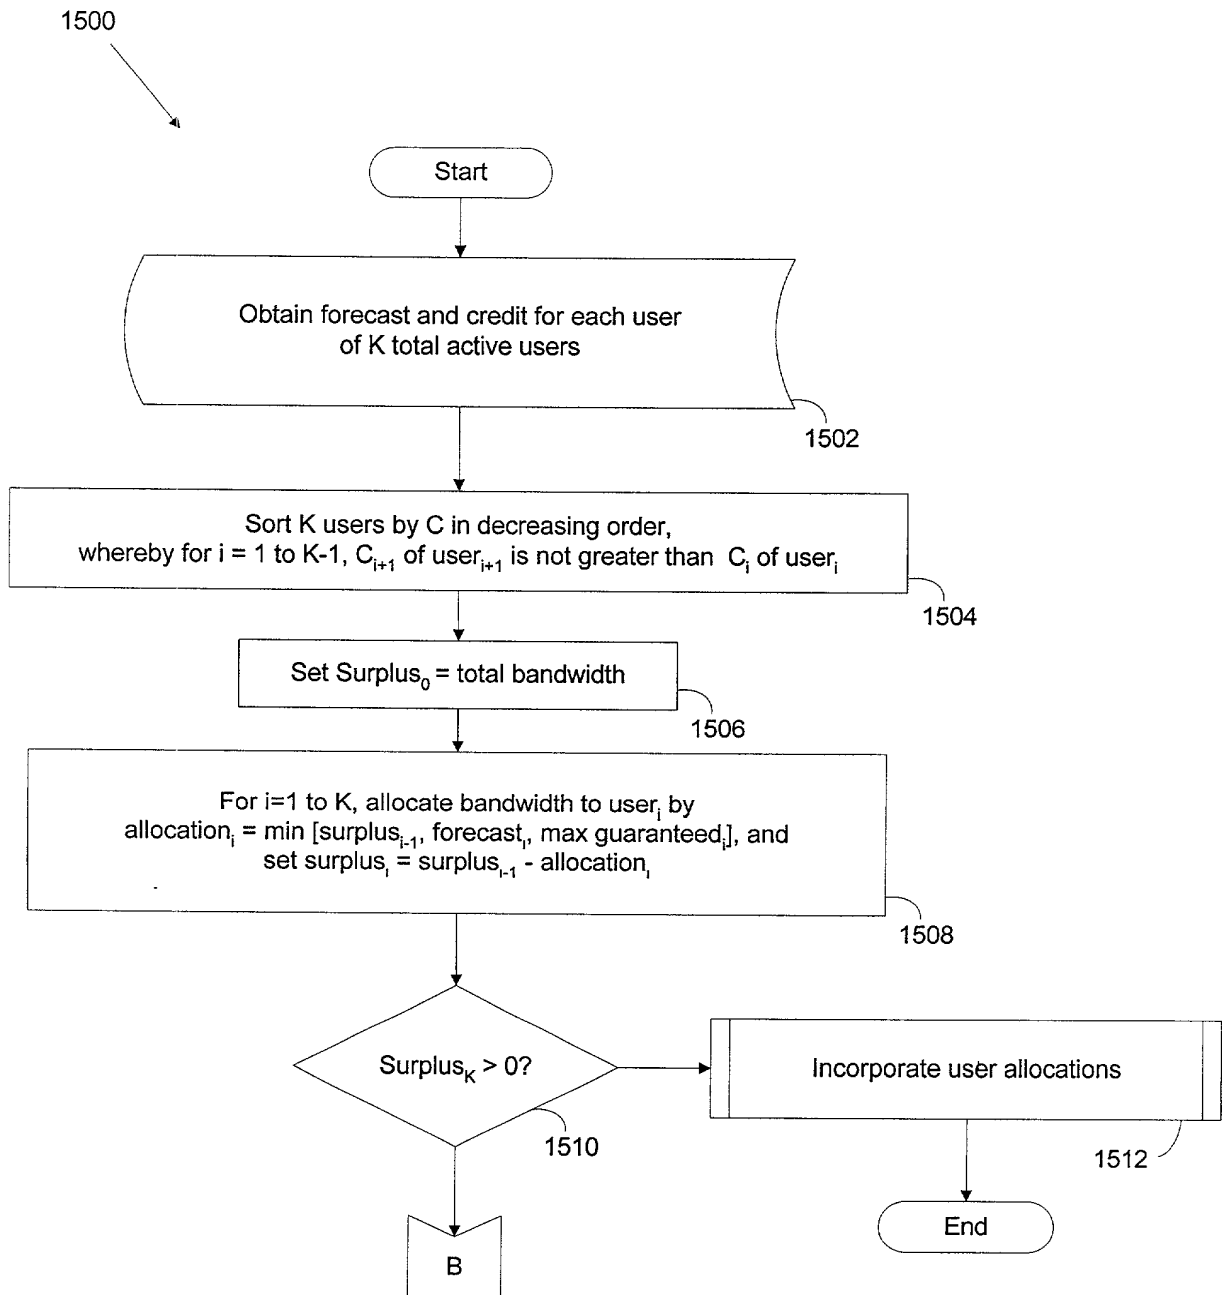 1500
Start
Obtain forecast and credit for each user
of K total active users
1502
Sort K users by C in decreasing order,
whereby for i = 1 to K-1, Cᵢ₊₁ of userᵢ₊₁ is not greater than Cᵢ of userᵢ
1504
Set Surplus₀ = total bandwidth
1506
For i=1 to K, allocate bandwidth to userᵢ by
allocationᵢ = min [surplusᵢ₋₁, forecastᵢ, max guaranteedᵢ], and
set surplusᵢ = surplusᵢ₋₁ - allocationᵢ
1508
Surplus_K > 0?
1510
Incorporate user allocations
1512
End
B